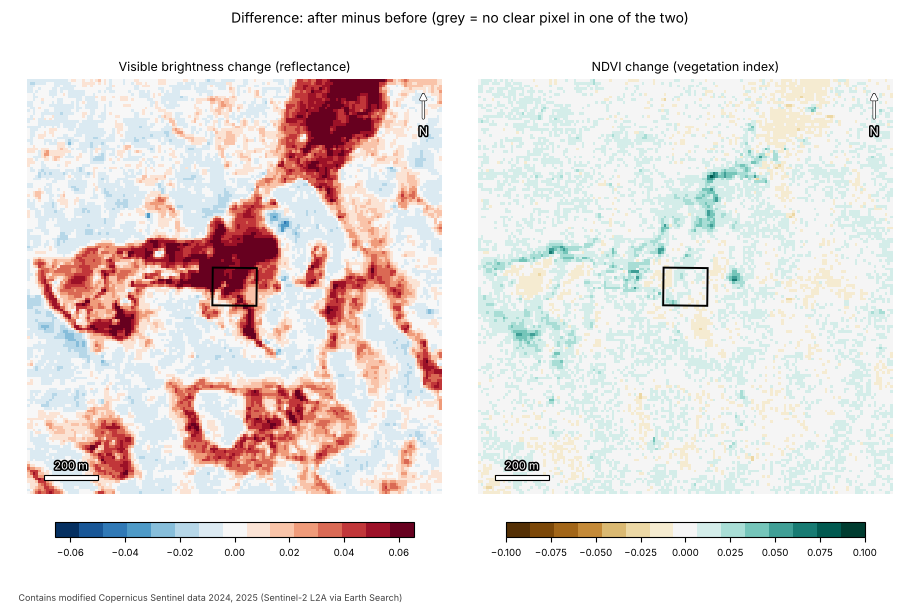 Difference: after minus before (grey = no clear pixel in one of the two)
Visible brightness change (reflectance)
NDVI change (vegetation index)
N
N
200 m
200 m
−0.06 −0.04 −0.02 0.00 0.02 0.04 0.06
−0.100 −0.075 −0.050 −0.025 0.000 0.025 0.050 0.075 0.100
Contains modified Copernicus Sentinel data 2024, 2025 (Sentinel-2 L2A via Earth Search)